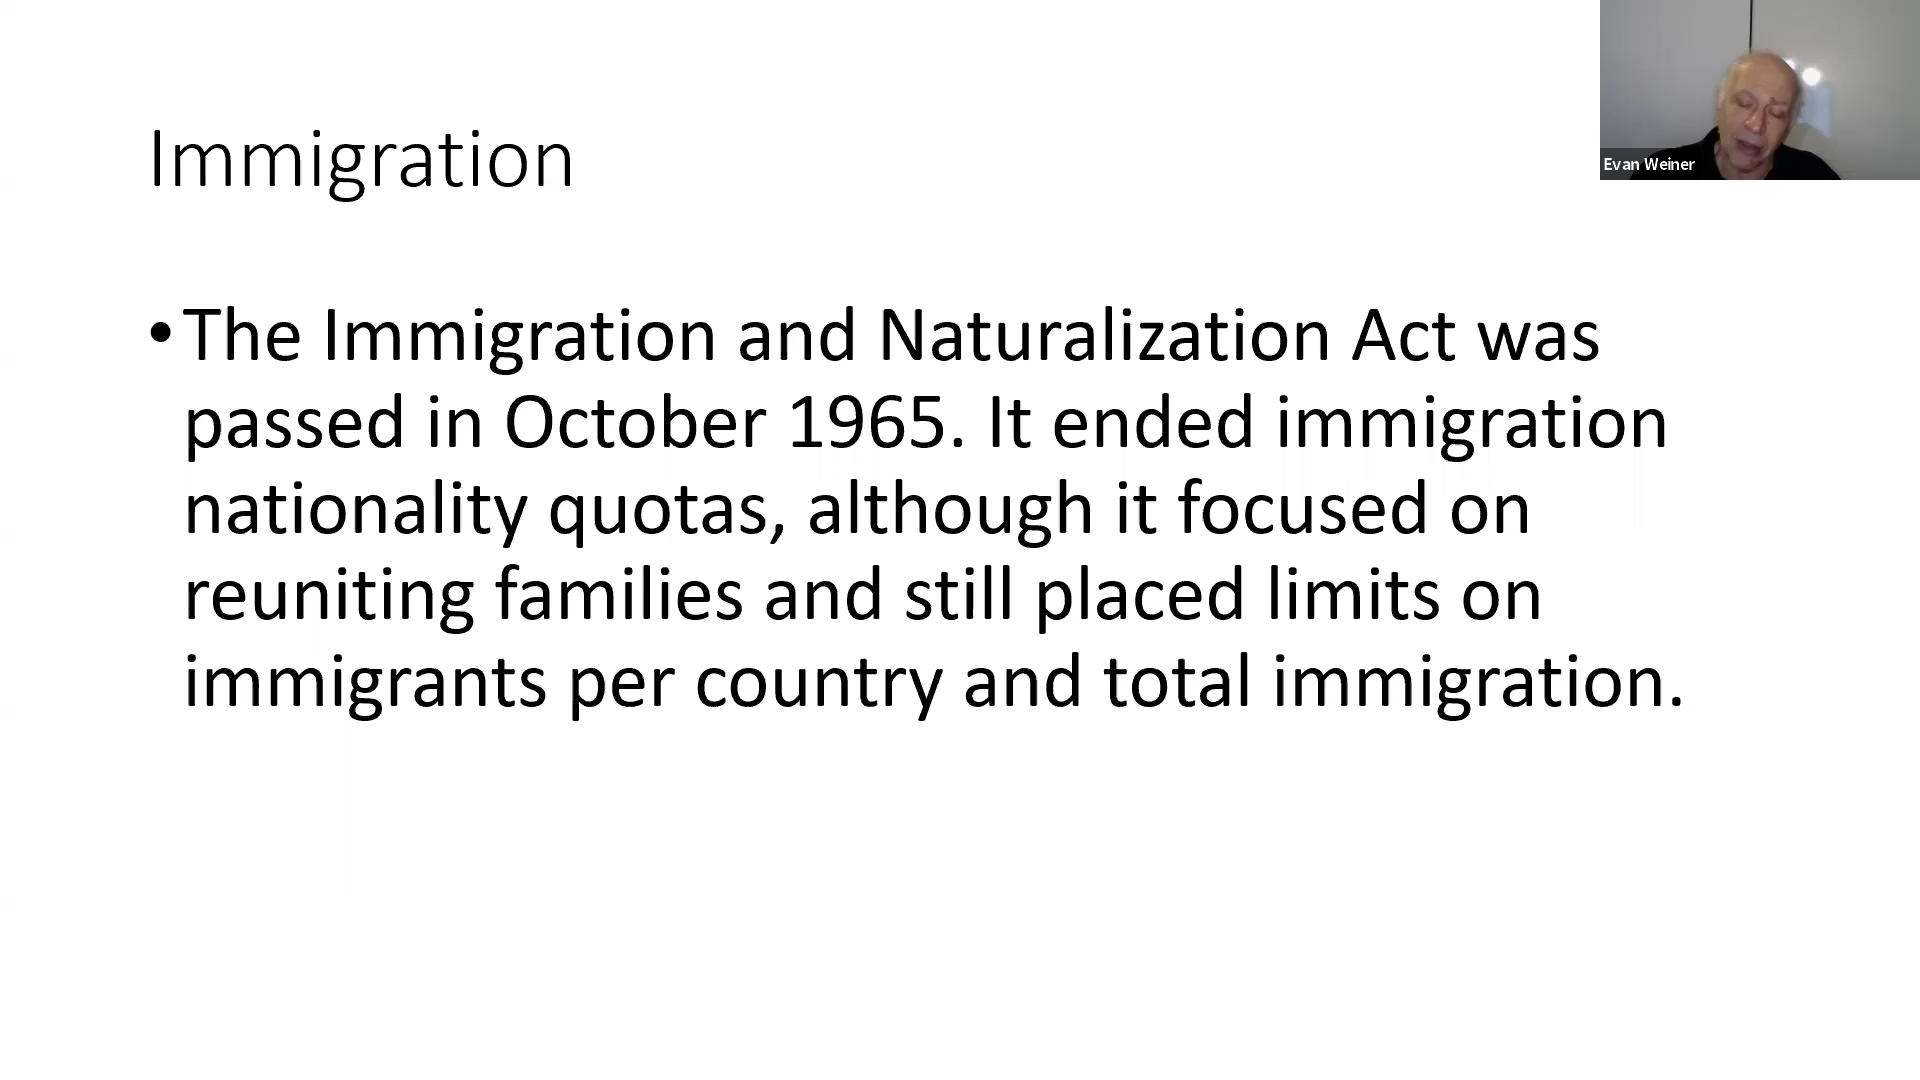 Immigration
Evan Weiner
• The Immigration and Naturalization Act was
passed in October 1965. It ended immigration
nationality quotas, although it focused on
reuniting families and still placed limits on
immigrants per country and total immigration.